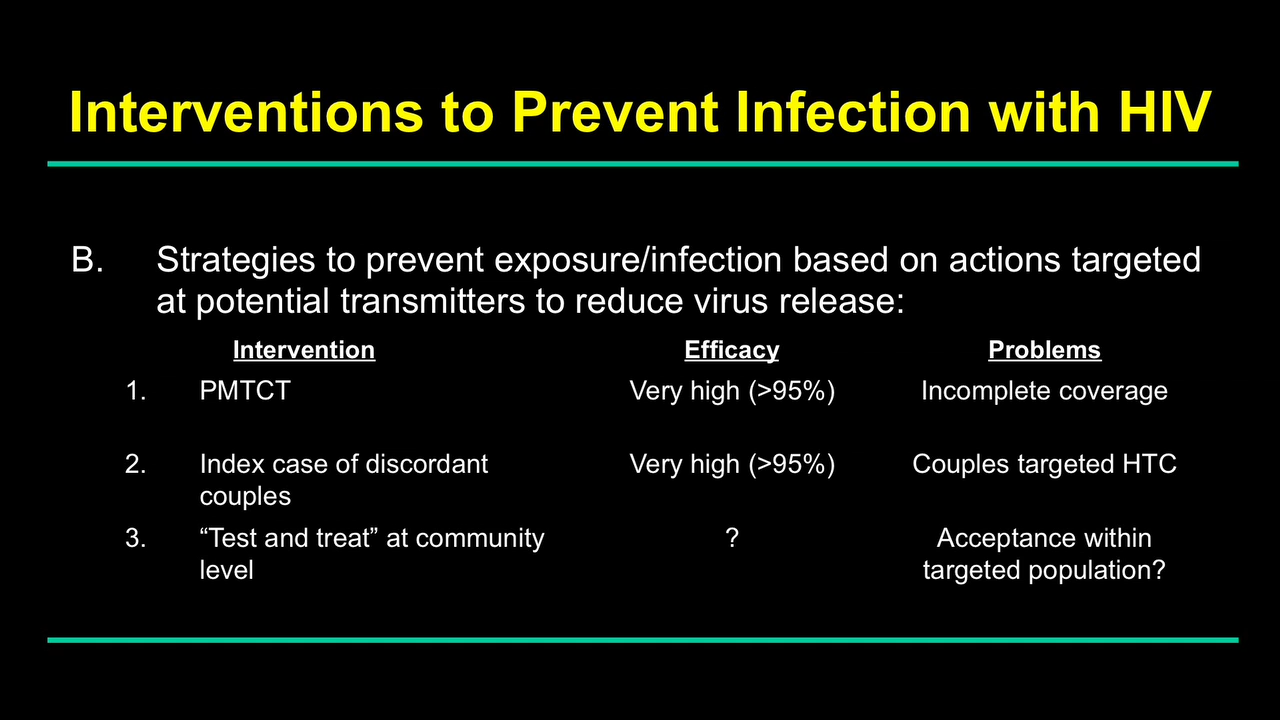 Interventions to Prevent Infection with HIV
B. Strategies to prevent exposure/infection based on actions targeted
at potential transmitters to reduce virus release:
Intervention Efficacy Problems
1. PMTCT Very high (>95%) Incomplete coverage
2. Index case of discordant Very high (>95%) Couples targeted HTC
couples
3. “Test and treat” at community ? Acceptance within
level targeted population?